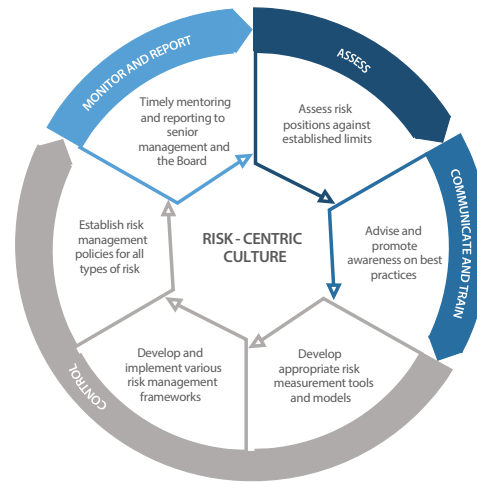 MONITOR AND REPORT
ASSESS
COMMUNICATE AND TRAIN
CONTROL
Timely mentoring
and reporting to
senior
management and
the Board
Assess risk
positions against
established limits
Advise and
promote
awareness on best
practices
Develop
appropriate risk
measurement tools
and models
Develop and
implement various
risk management
frameworks
Establish risk
management
policies for all
types of risk
RISK - CENTRIC
CULTURE